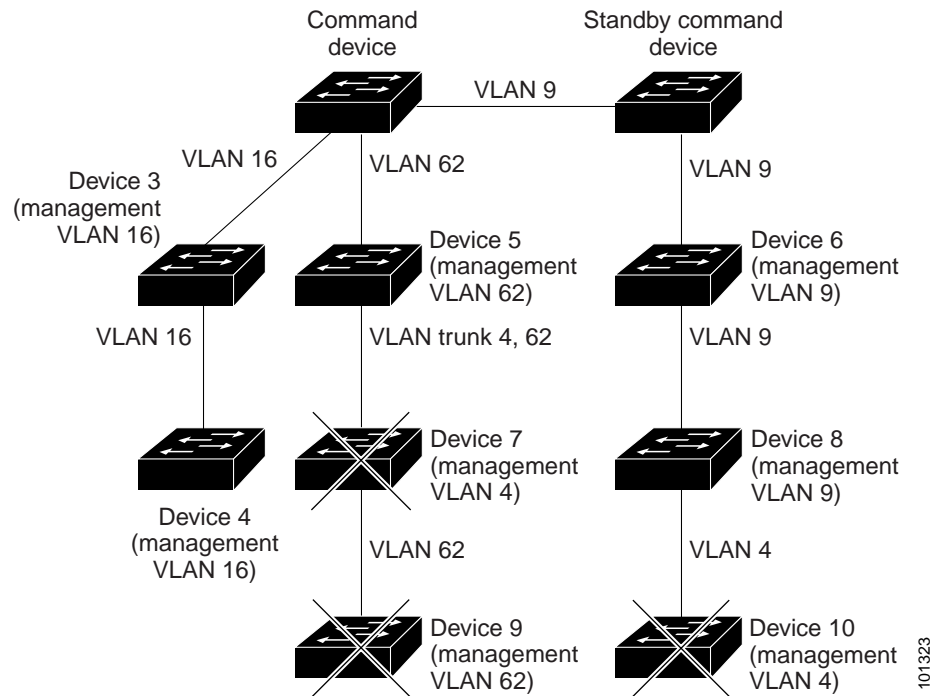 Command
device
Standby command
device
VLAN 9
VLAN 16
VLAN 62
VLAN 9
Device 3
(management
VLAN 16)
Device 5
(management
VLAN 62)
Device 6
(management
VLAN 9)
VLAN 16
VLAN trunk 4, 62
VLAN 9
Device 4
(management
VLAN 16)
Device 7
(management
VLAN 4)
Device 8
(management
VLAN 9)
VLAN 62
VLAN 4
Device 9
(management
VLAN 62)
Device 10
(management
VLAN 4)
101323